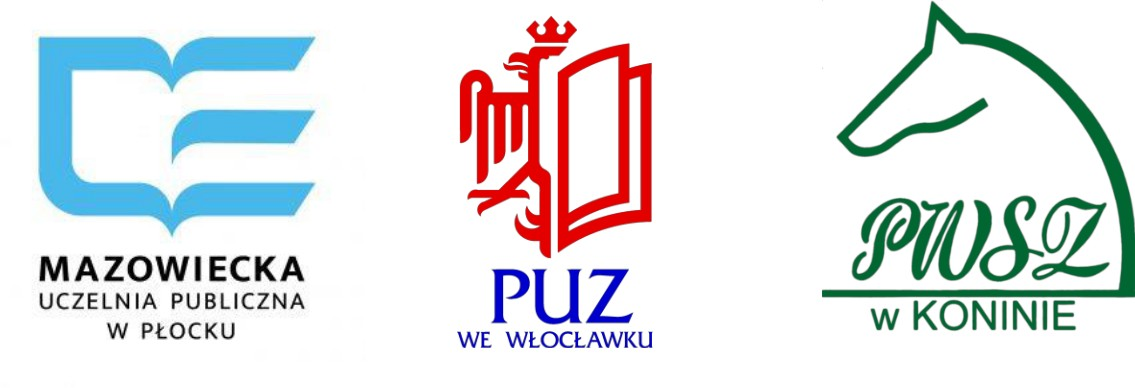 MAZOWIECKA
UCZELNIA PUBLICZNA
W PŁOCKU
PUZ
WE WŁOCŁAWKU
PWSZ
w KONINIE